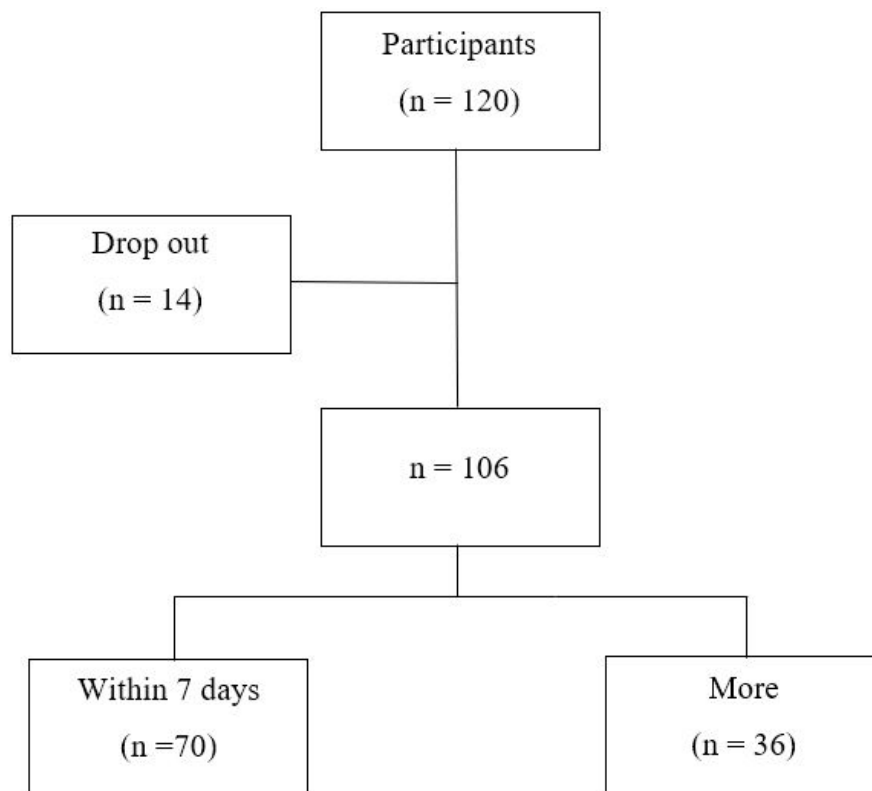 Participants
(n = 120)
Drop out
(n = 14)
n = 106
Within 7 days
(n =70)
More
(n = 36)